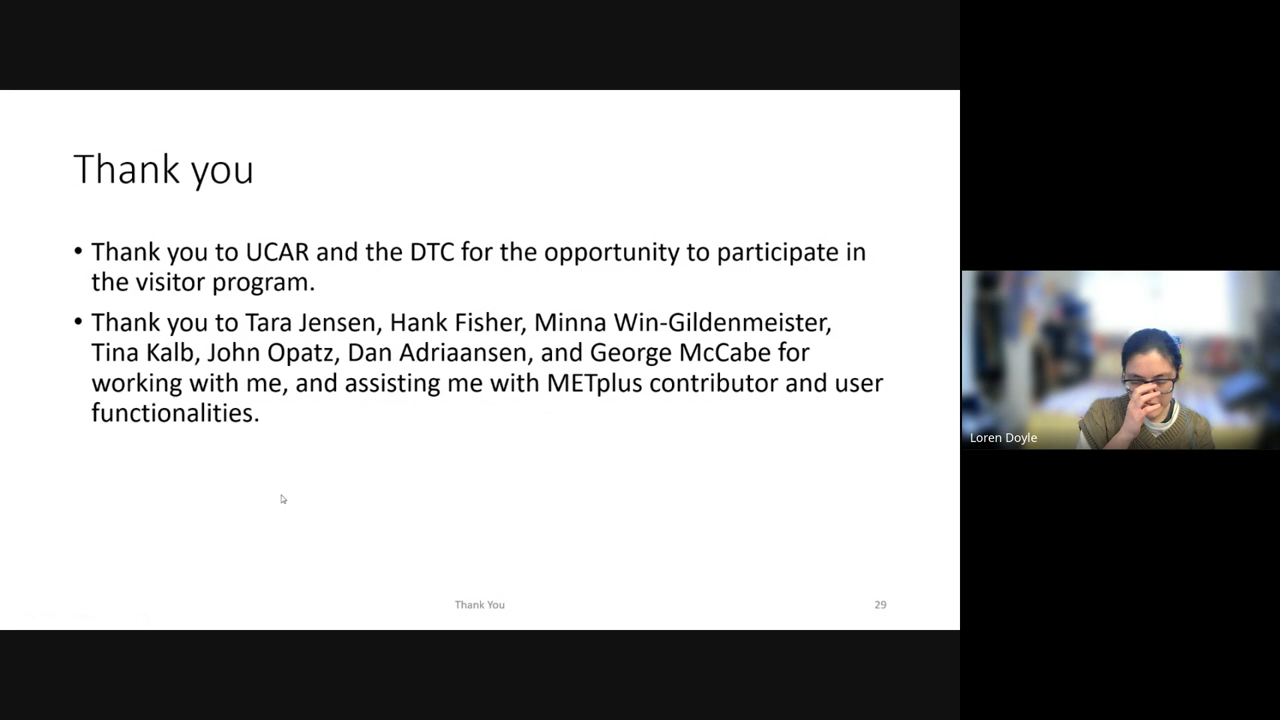 Thank you
• Thank you to UCAR and the DTC for the opportunity to participate in
the visitor program.
• Thank you to Tara Jensen, Hank Fisher, Minna Win-Gildenmeister,
Tina Kalb, John Opatz, Dan Adriaansen, and George McCabe for
working with me, and assisting me with METplus contributor and user
functionalities.
Loren Doyle
Thank You
29